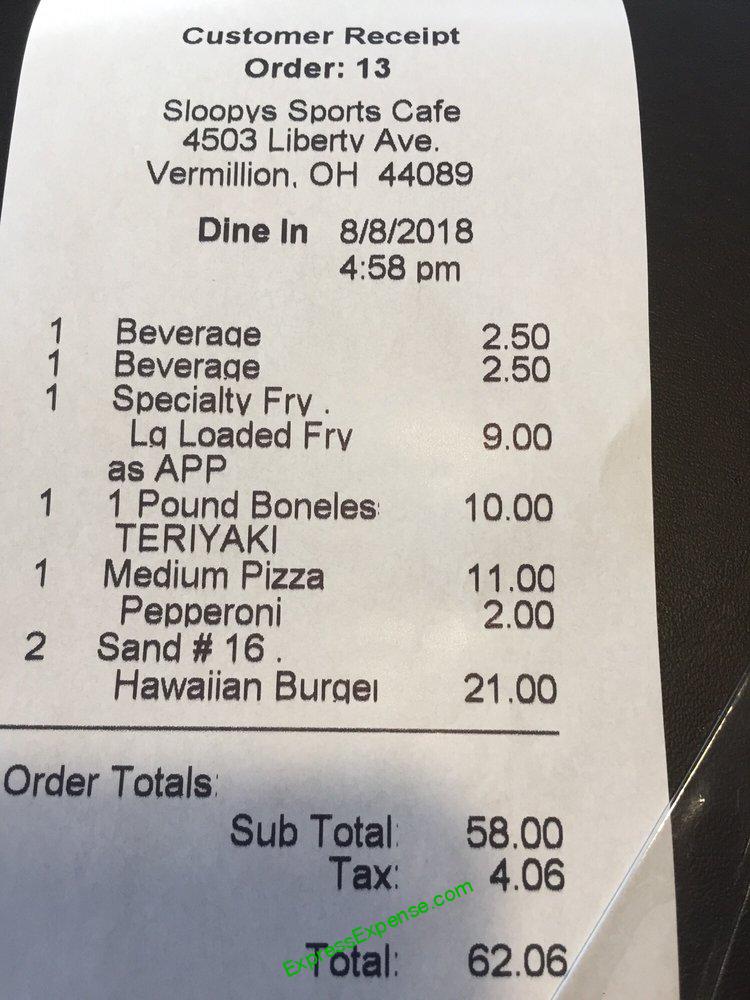 Customer Receipt
Order: 13
Sloopys Sports Cafe
4503 Liberty Ave.
Vermillion, OH 44089
Dine In 8/8/2018
4:58 pm
1 Beverage 2.50
1 Beverage 2.50
1 Specialty Fry .
Lg Loaded Fry 9.00
as APP
1 1 Pound Boneles 10.00
TERIYAKI
1 Medium Pizza 11.00
Pepperoni 2.00
2 Sand # 16 .
Hawaiian Burger 21.00
Order Totals:
Sub Total: 58.00
Tax: 4.06
ExpressExpense.com
Total: 62.06